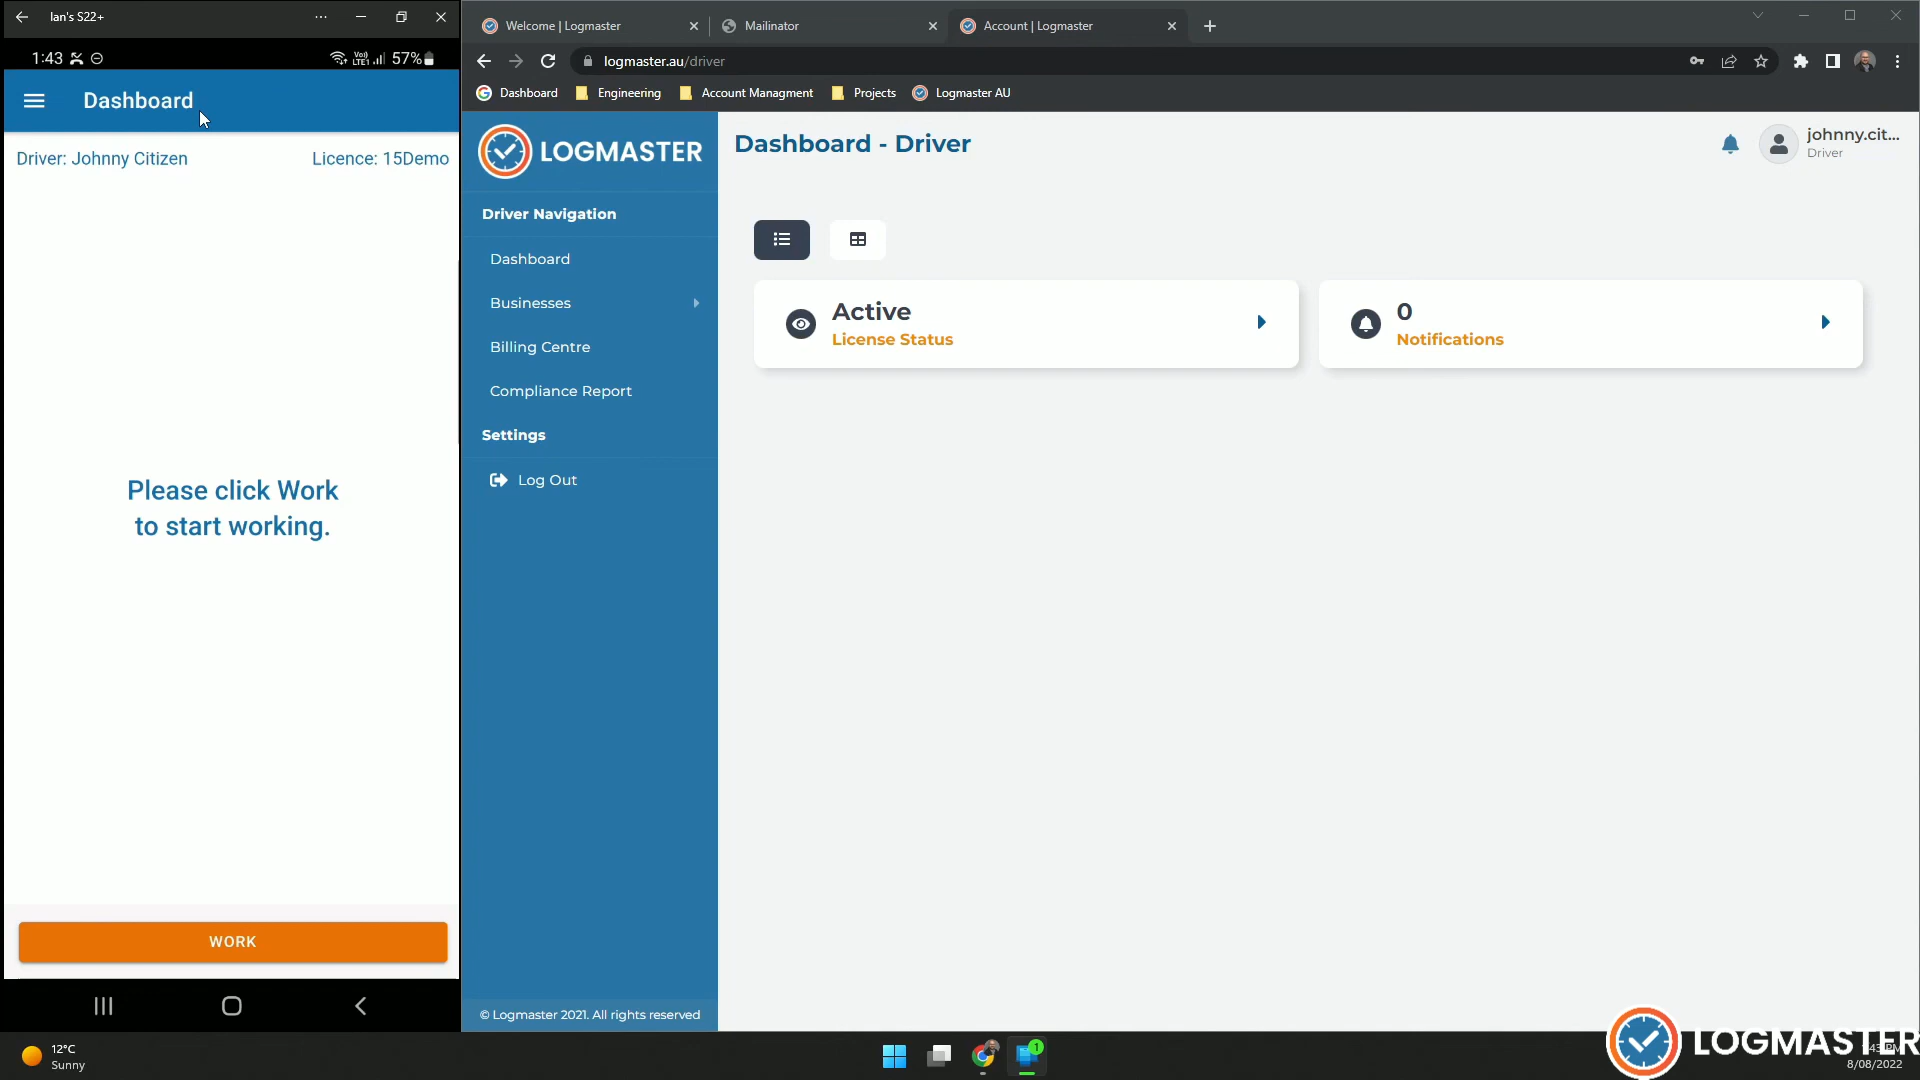 Ian's S22+
1:43
57%
Dashboard
Driver: Johnny Citizen
Licence: 15Demo
Please click Work
to start working.
WORK
Welcome | Logmaster
Mailinator
Account | Logmaster
logmaster.au/driver
Dashboard
Engineering
Account Managment
Projects
Logmaster AU
LOGMASTER
Driver Navigation
Dashboard
Businesses
Billing Centre
Compliance Report
Settings
Log Out
© Logmaster 2021. All rights reserved
Dashboard - Driver
johnny.cit...
Driver
Active
License Status
0
Notifications
12°C
Sunny
1
LOGMASTER
8/08/2022